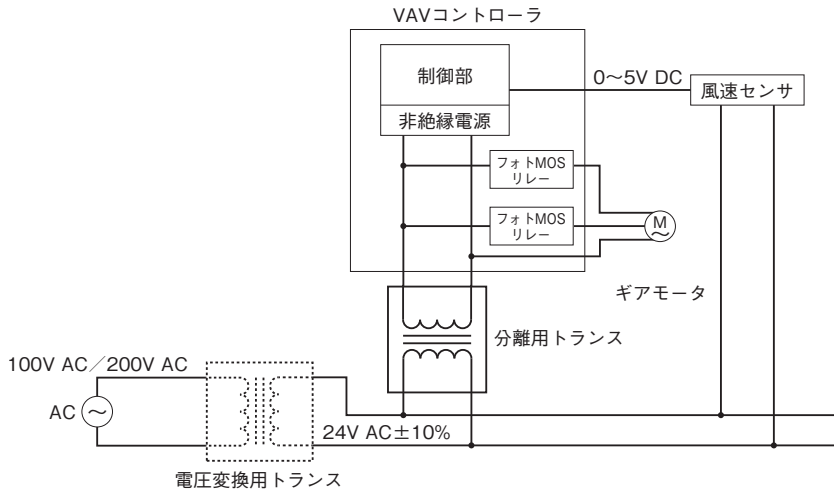 VAVコントローラ
制御部
非絶縁電源
0～5V DC
風速センサ
フォトMOS
リレー
フォトMOS
リレー
M
ギアモータ
分離用トランス
100V AC／200V AC
AC
24V AC±10%
電圧変換用トランス